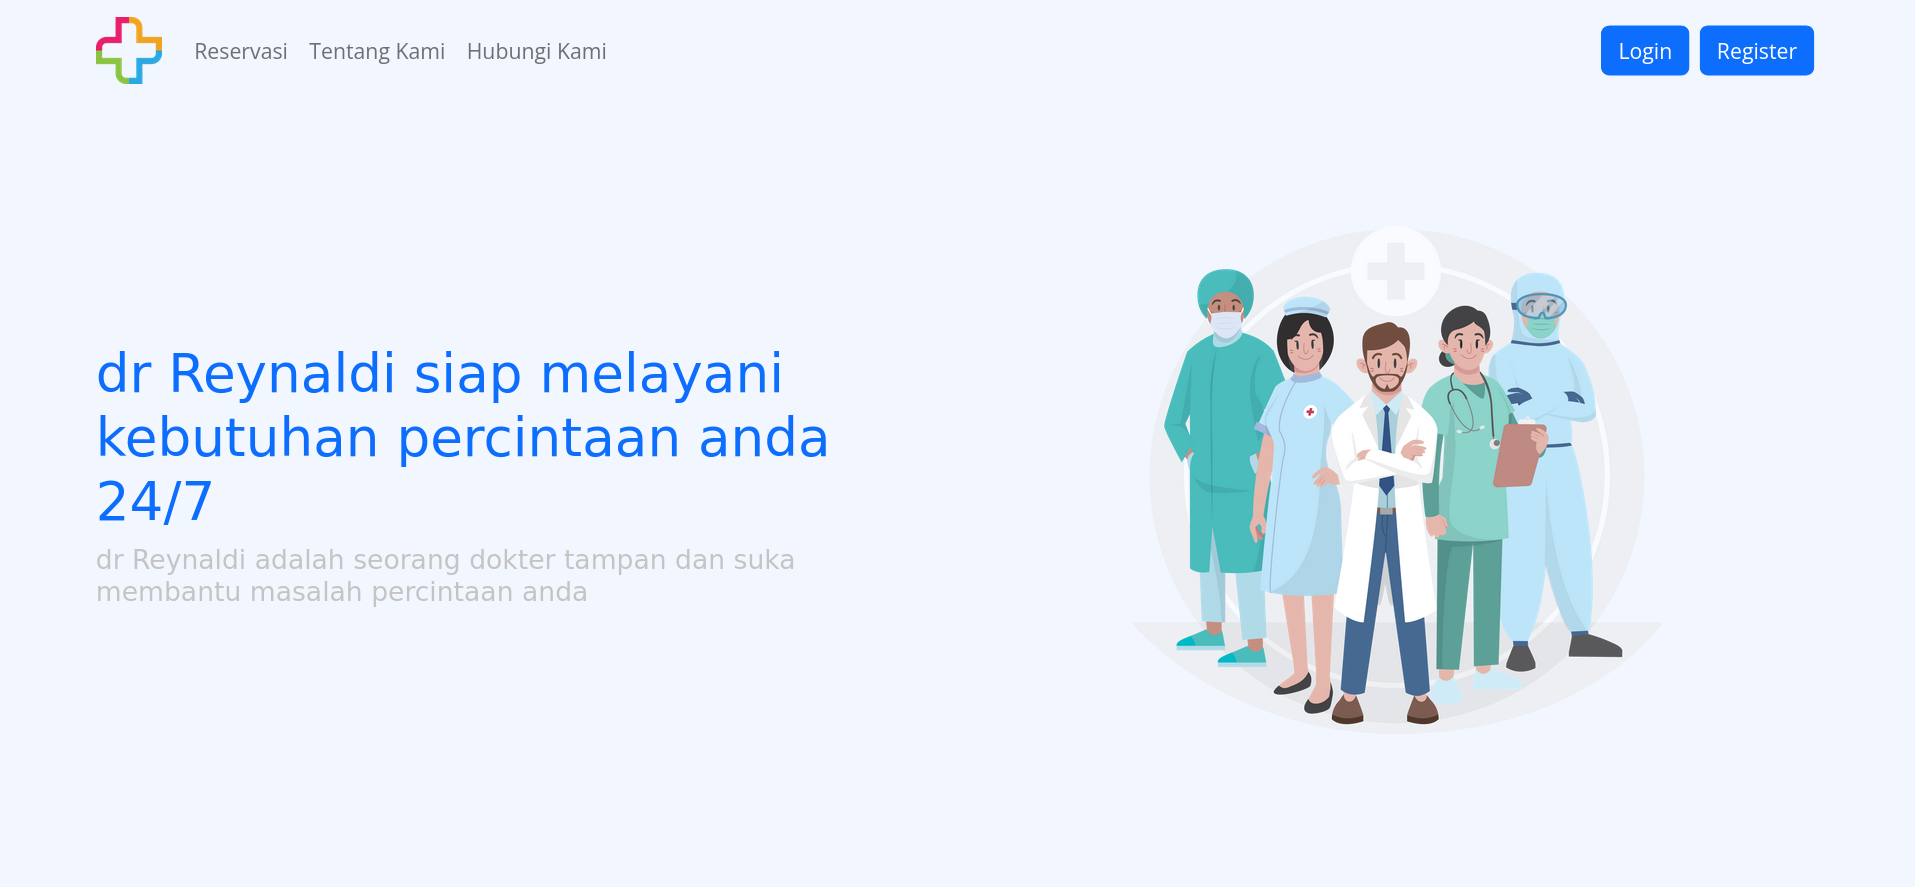 Reservasi
Tentang Kami
Hubungi Kami
Login
Register
dr Reynaldi siap melayani
kebutuhan percintaan anda
24/7
dr Reynaldi adalah seorang dokter tampan dan suka
membantu masalah percintaan anda